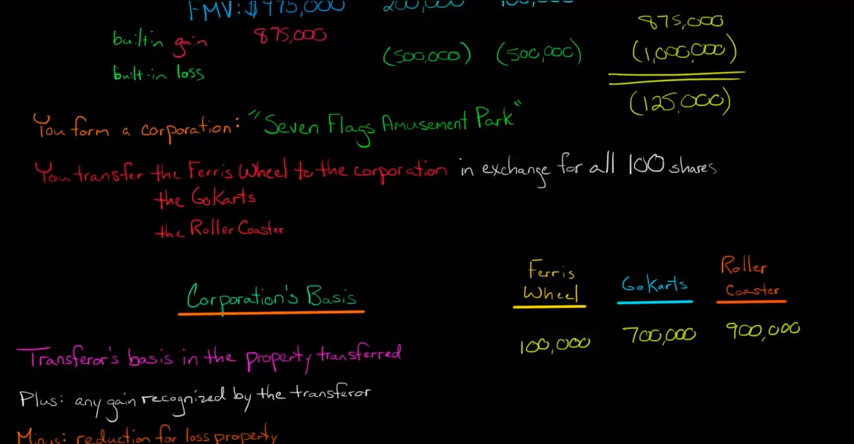 FMV: $975,000 200,000 400,000
built-in gain 875,000 875,000
built-in loss (500,000) (500,000) (1,000,000)
(125,000)
You form a corporation: "Seven Flags Amusement Park"
You transfer the Ferris Wheel to the corporation in exchange for all 100 shares
the GoKarts
the Roller Coaster
Corporation's Basis
Ferris Wheel
GoKarts
Roller Coaster
100,000 700,000 900,000
Transferor's basis in the property transferred
Plus: any gain recognized by the transferor
Minus: reduction for loss property